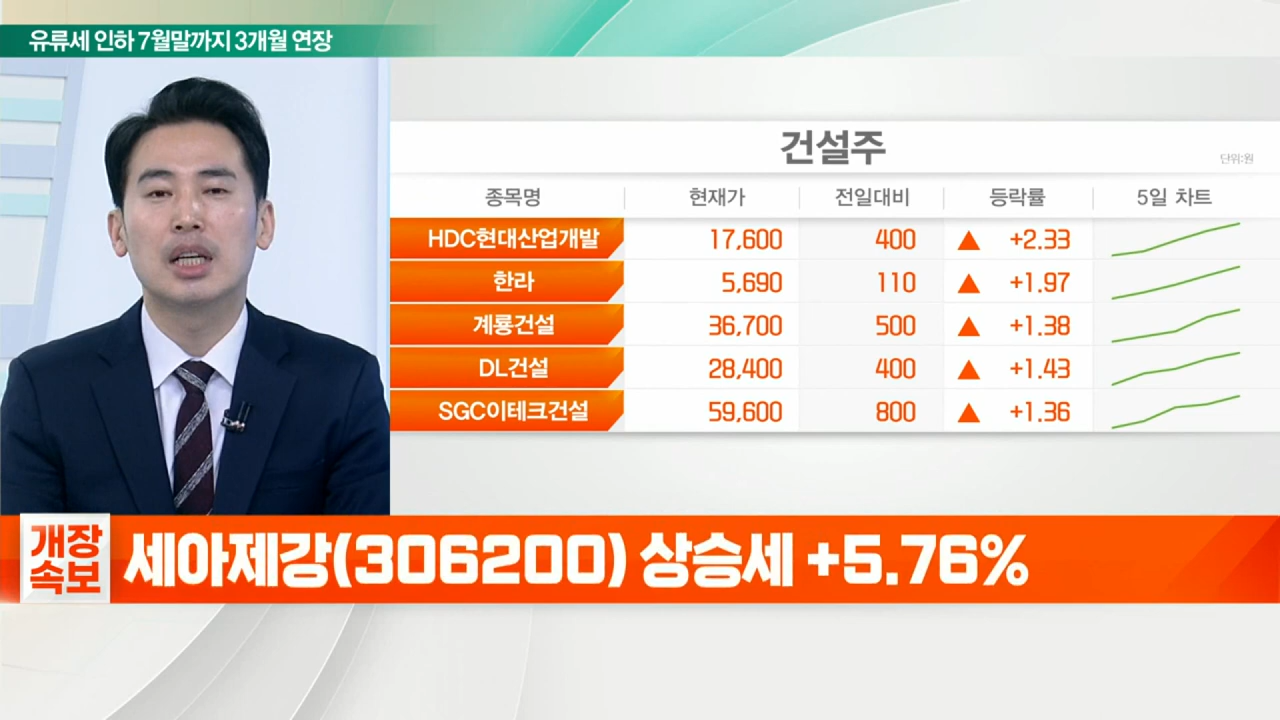 유류세 인하 7월말까지 3개월 연장
건설주
단위:원
종목명 현재가 전일대비 등락률 5일 차트
HDC현대산업개발 17,600 400 ▲ +2.33
한라 5,690 110 ▲ +1.97
계룡건설 36,700 500 ▲ +1.38
DL건설 28,400 400 ▲ +1.43
SGC이테크건설 59,600 800 ▲ +1.36
개장
속보
세아제강(306200) 상승세 +5.76%